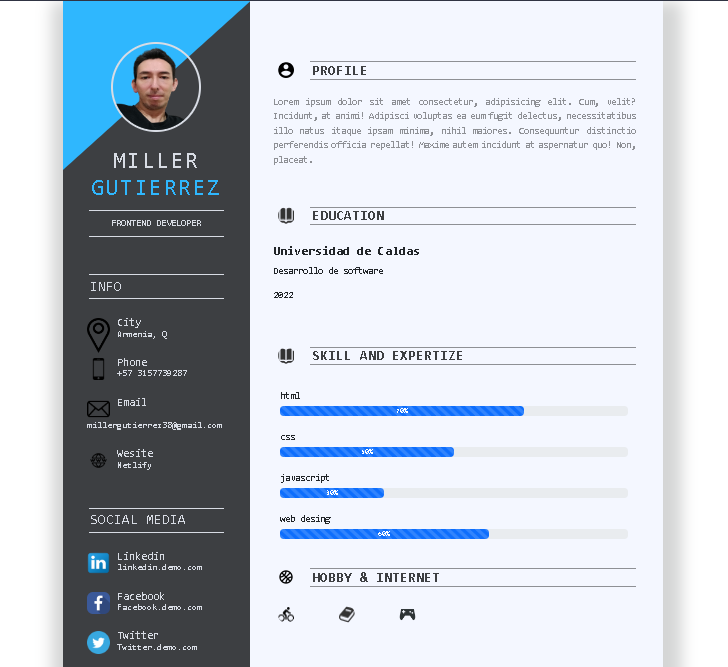 MILLER
GUTIERREZ
FRONTEND DEVELOPER
INFO
City
Armenia, Q
Phone
+57 3157739287
Email
millergutierrez38@gmail.com
Wesite
Netlify
SOCIAL MEDIA
Linkedin
linkedin.demo.com
Facebook
Facebook.demo.com
Twitter
Twitter.demo.com
PROFILE
Lorem ipsum dolor sit amet consectetur, adipisicing elit. Cum, velit?
Incidunt, at animi! Adipisci voluptas ea eum fugit delectus, necessitatibus
illo natus itaque ipsam minima, nihil maiores. Consequuntur distinctio
perferendis officia repellat! Maxime autem incidunt at aspernatur quo! Non,
placeat.
EDUCATION
Universidad de Caldas
Desarrollo de software
2022
SKILL AND EXPERTIZE
html
70%
css
50%
javascript
30%
web desing
60%
HOBBY & INTERNET